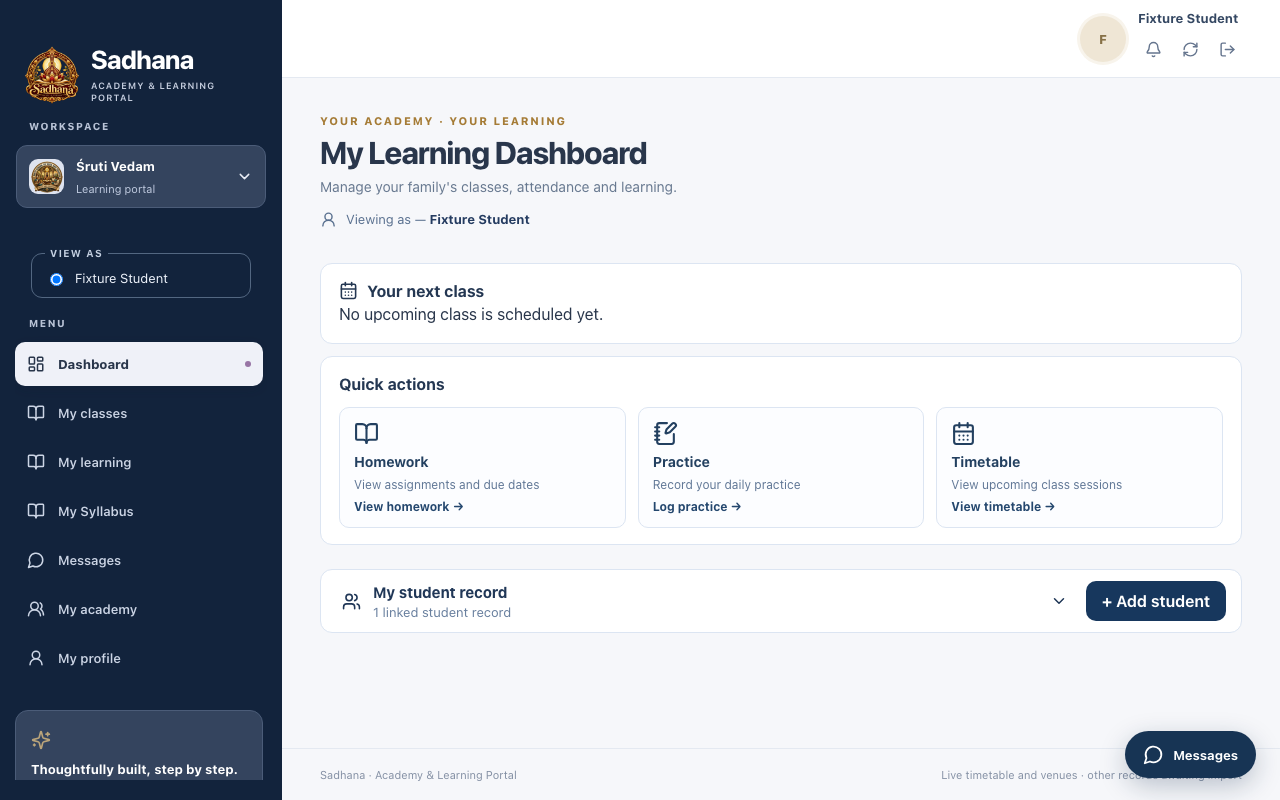 Sadhana
ACADEMY & LEARNING
PORTAL
Sadhana
WORKSPACE
Śruti Vedam
Learning portal
VIEW AS
Fixture Student
MENU
Dashboard
My classes
My learning
My Syllabus
Messages
My academy
My profile
Thoughtfully built, step by step.
F
Fixture Student
YOUR ACADEMY · YOUR LEARNING
My Learning Dashboard
Manage your family's classes, attendance and learning.
Viewing as — Fixture Student
Your next class
No upcoming class is scheduled yet.
Quick actions
Homework
View assignments and due dates
View homework →
Practice
Record your daily practice
Log practice →
Timetable
View upcoming class sessions
View timetable →
My student record
1 linked student record
+ Add student
Sadhana · Academy & Learning Portal
Live timetable and venues · other
Messages